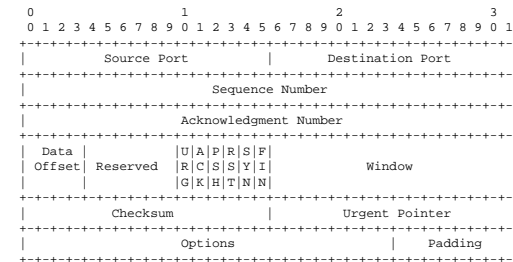 0                   1                   2                   3
0 1 2 3 4 5 6 7 8 9 0 1 2 3 4 5 6 7 8 9 0 1 2 3 4 5 6 7 8 9 0 1
+-+-+-+-+-+-+-+-+-+-+-+-+-+-+-+-+-+-+-+-+-+-+-+-+-+-+-+-+-+-+-+-
|          Source Port          |       Destination Port
+-+-+-+-+-+-+-+-+-+-+-+-+-+-+-+-+-+-+-+-+-+-+-+-+-+-+-+-+-+-+-+-
|                        Sequence Number
+-+-+-+-+-+-+-+-+-+-+-+-+-+-+-+-+-+-+-+-+-+-+-+-+-+-+-+-+-+-+-+-
|                    Acknowledgment Number
+-+-+-+-+-+-+-+-+-+-+-+-+-+-+-+-+-+-+-+-+-+-+-+-+-+-+-+-+-+-+-+-
|  Data |           |U|A|P|R|S|F|
| Offset| Reserved  |R|C|S|S|Y|I|            Window
|       |           |G|K|H|T|N|N|
+-+-+-+-+-+-+-+-+-+-+-+-+-+-+-+-+-+-+-+-+-+-+-+-+-+-+-+-+-+-+-+-
|           Checksum            |         Urgent Pointer
+-+-+-+-+-+-+-+-+-+-+-+-+-+-+-+-+-+-+-+-+-+-+-+-+-+-+-+-+-+-+-+-
|                    Options                    |    Padding
+-+-+-+-+-+-+-+-+-+-+-+-+-+-+-+-+-+-+-+-+-+-+-+-+-+-+-+-+-+-+-+-